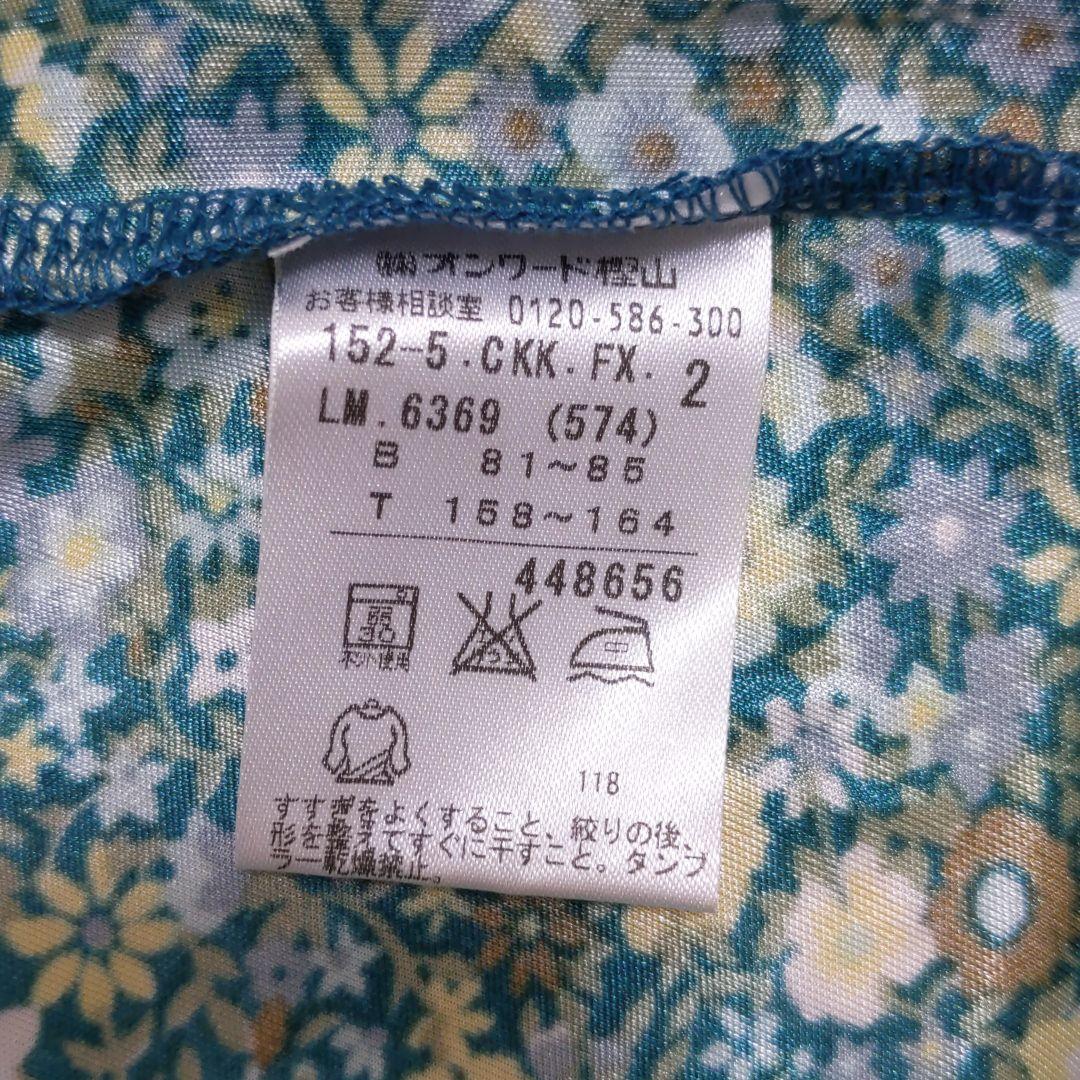 ㈱オンワード樫山
お客様相談室 0120-586-300
152-5.CKK.FX. 2
LM.6369 (574)
B 81～85
T 158～164
448656
弱
30
ネット使用
118
すすぎをよくすること、絞りの後、
形を整えてすぐに干すこと。タンブ
ラー乾燥禁止。